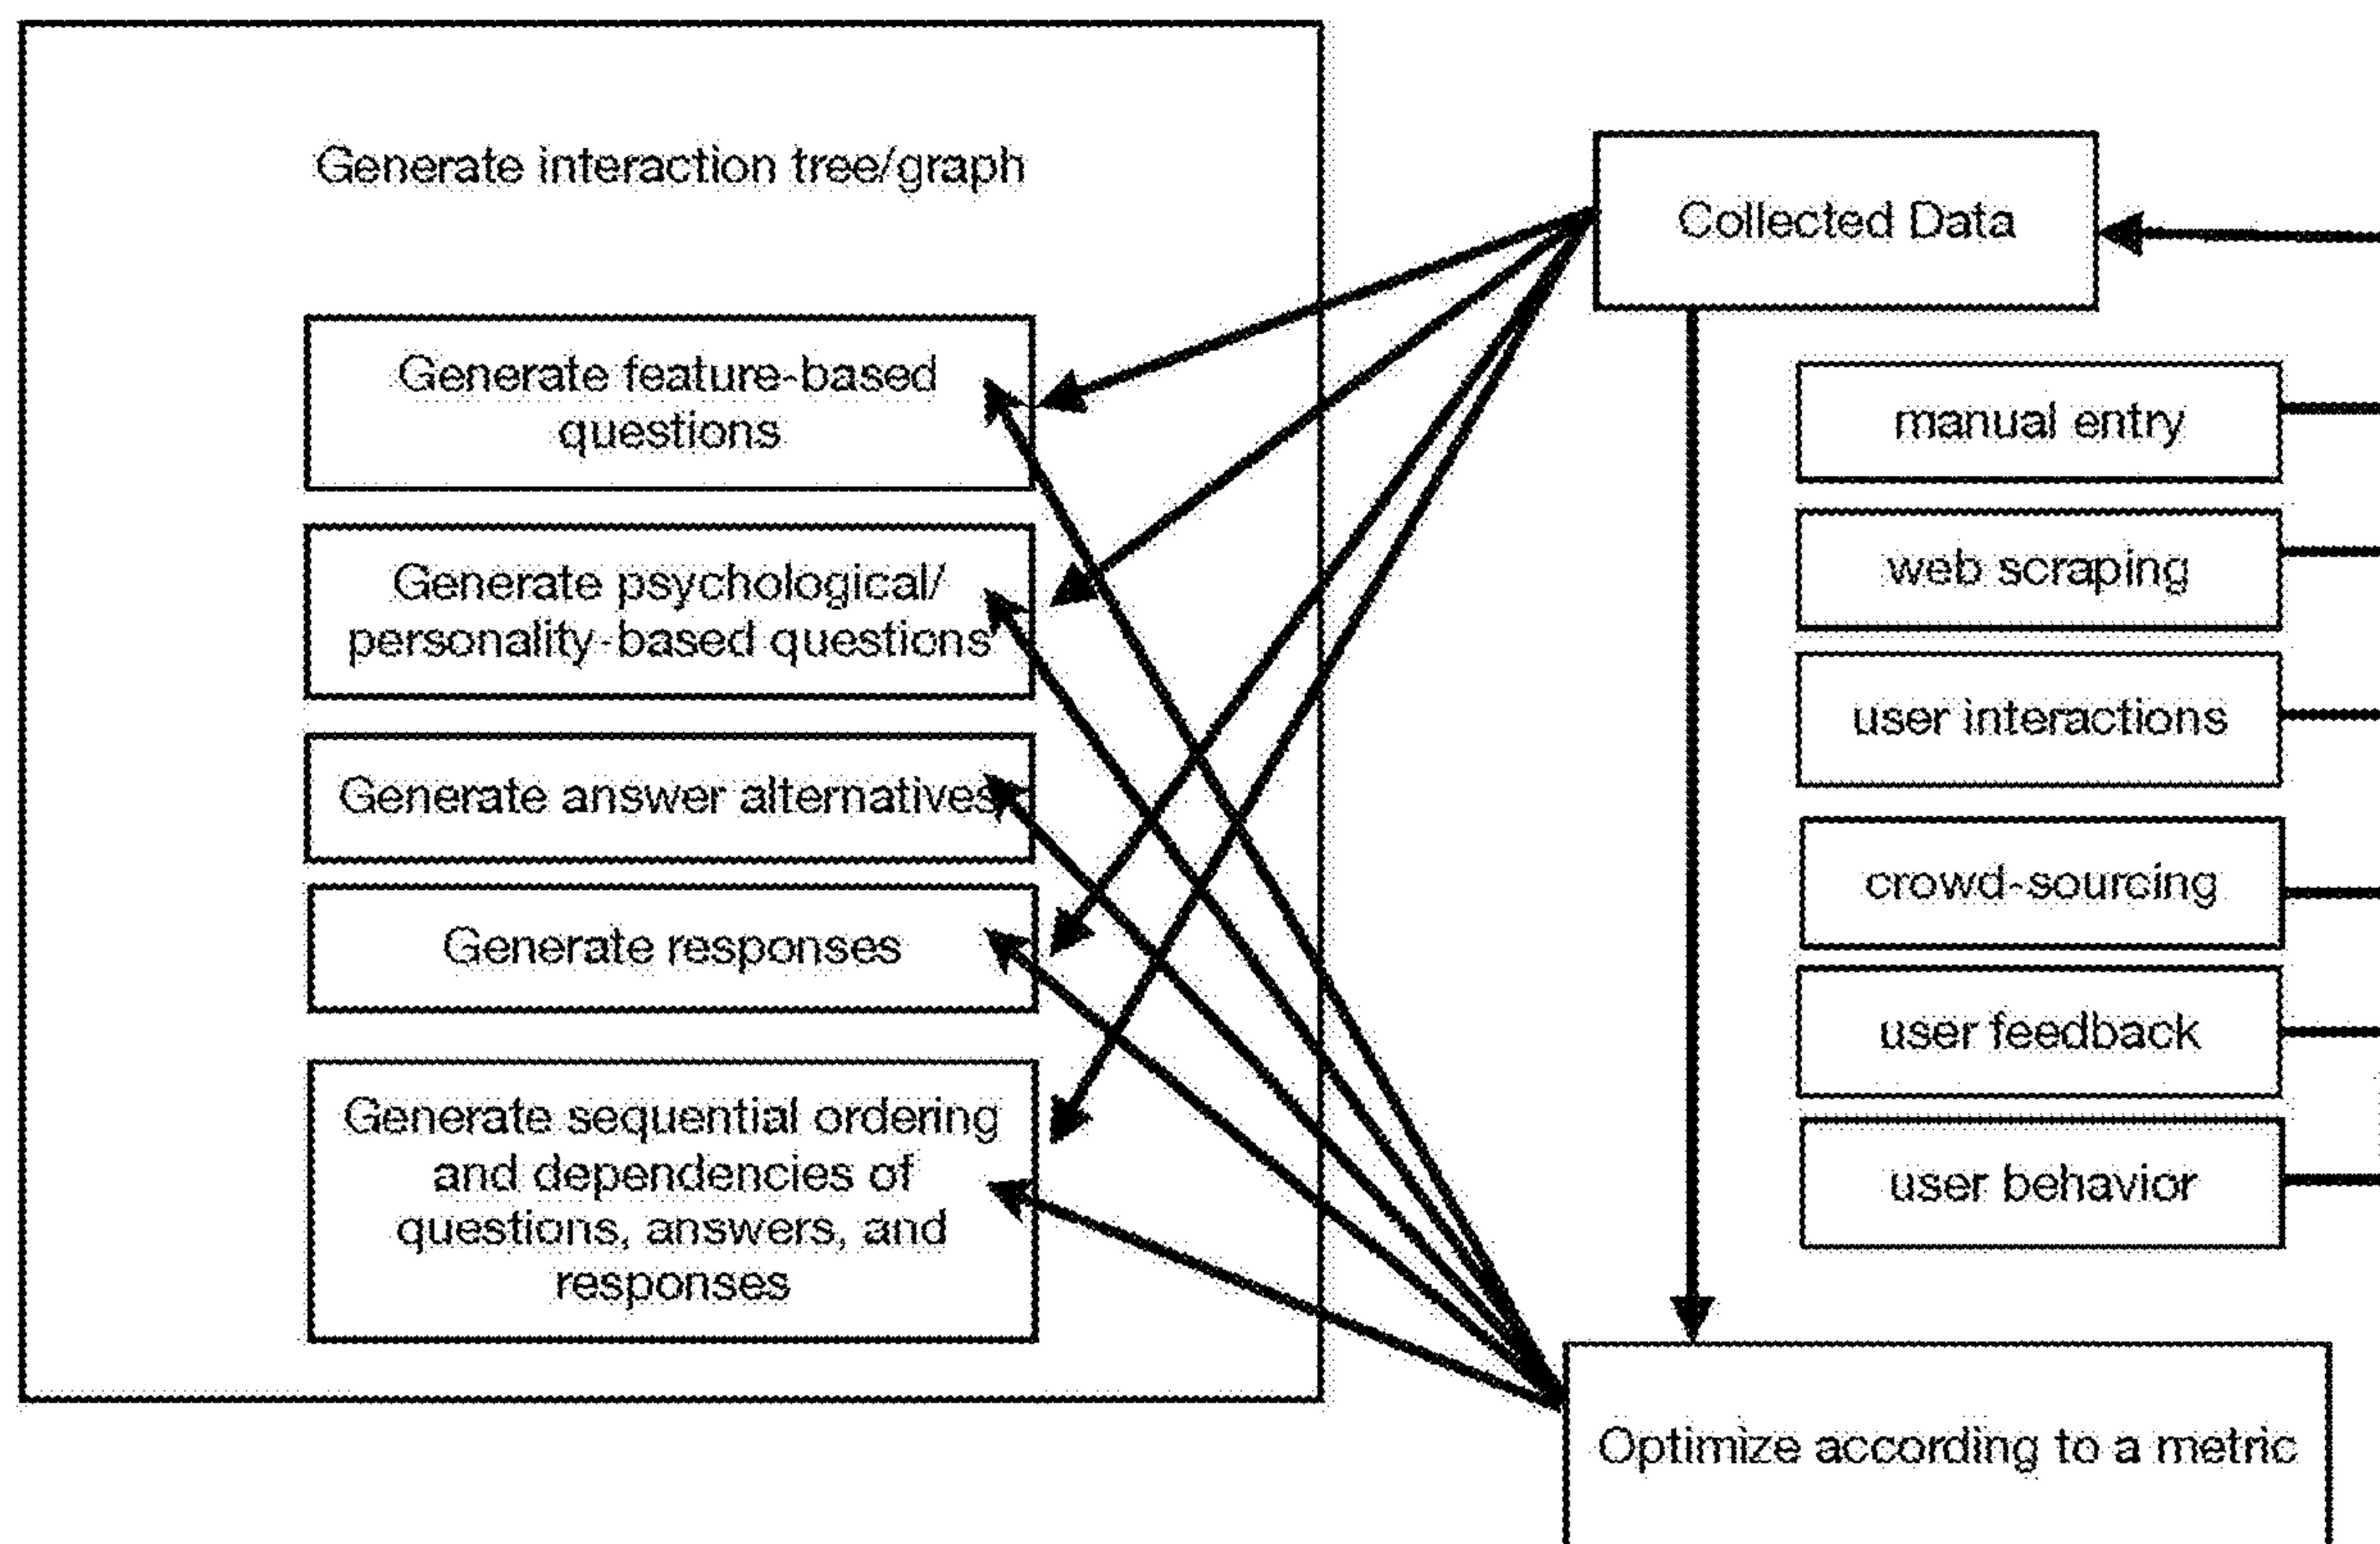 Generate interaction tree/graph
Generate feature-based
questions
Generate psychological/
personality-based questions
Generate answer alternatives
Generate responses
Generate sequential ordering
and dependencies of
questions, answers, and
responses
Collected Data
manual entry
web scraping
user interactions
crowd-sourcing
user feedback
user behavior
Optimize according to a metric